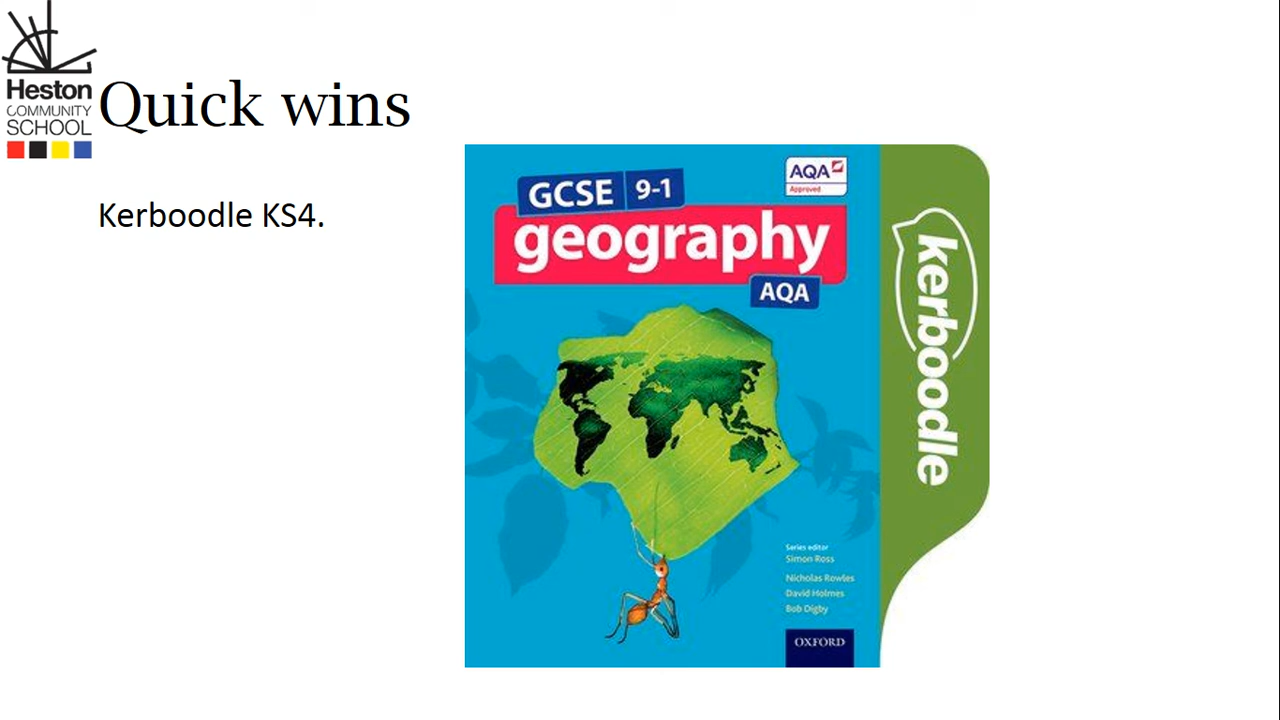 Heston
COMMUNITY
SCHOOL
Quick wins
Kerboodle KS4.
GCSE 9-1
geography
AQA
AQA
Approved
kerboodle
Series editor
Simon Ross
Nicholas Rowles
David Holmes
Bob Digby
OXFORD